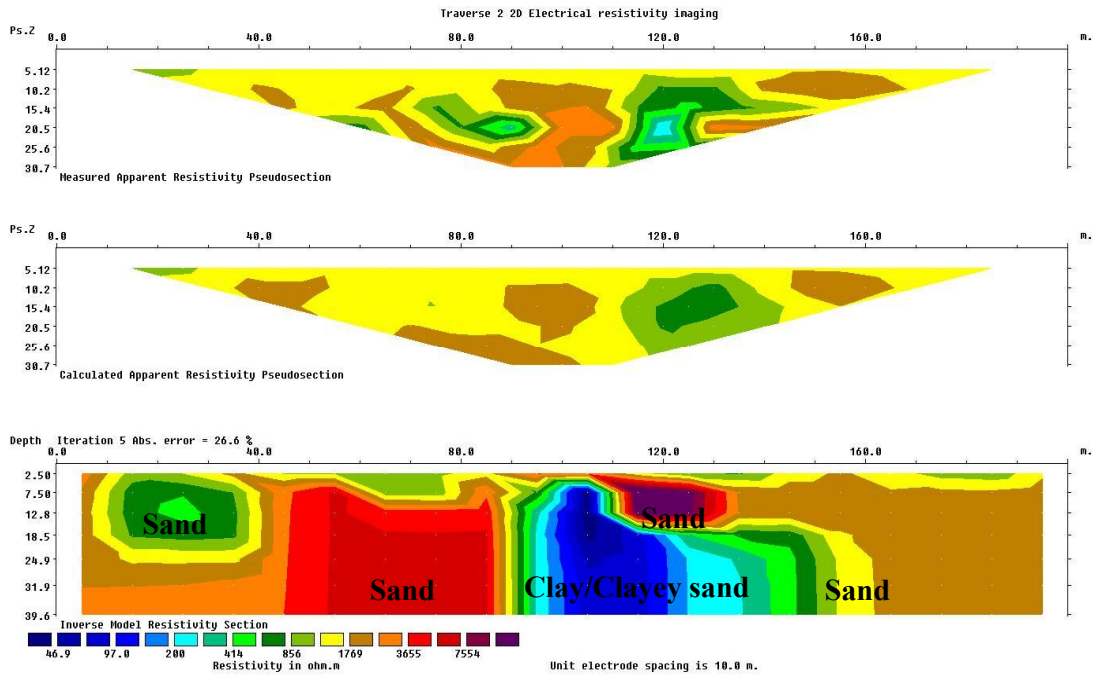 Traverse 2 2D Electrical resistivity imaging
Ps.Z 0.0 40.0 80.0 120.0 160.0 m.
5.12
10.2
15.4
20.5
25.6
30.7
Measured Apparent Resistivity Pseudosection
Ps.Z 0.0 40.0 80.0 120.0 160.0 m.
5.12
10.2
15.4
20.5
25.6
30.7
Calculated Apparent Resistivity Pseudosection
Depth Iteration 5 Abs. error = 26.6 %
0.0 40.0 80.0 120.0 160.0 m.
2.50
7.50
12.8
18.5
24.9
31.9
39.6
Sand Sand
Sand Clay/Clayey sand Sand
Inverse Model Resistivity Section
46.9 97.0 200 414 856 1769 3655 7554
Resistivity in ohm.m Unit electrode spacing is 10.0 m.